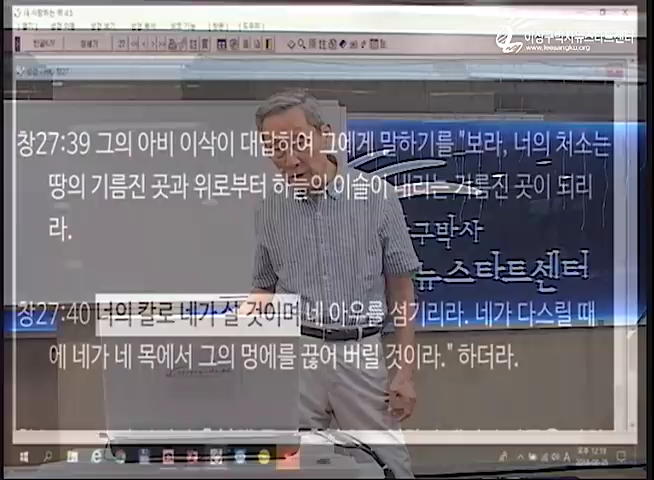 이상구박사뉴스타트센터
www.leesangku.org
창27:39 그의 아비 이삭이 대답하여 그에게 말하기를 "보라, 너의 처소는
땅의 기름진 곳과 위로부터 하늘의 이슬이 내리는 기름진 곳이 되리
라.
구박사
뉴스타트센터
창27:40 너의 칼로 네가 살 것이며 네 아우를 섬기리라. 네가 다스릴 때
에 네가 네 목에서 그의 멍에를 끊어 버릴 것이라." 하더라.